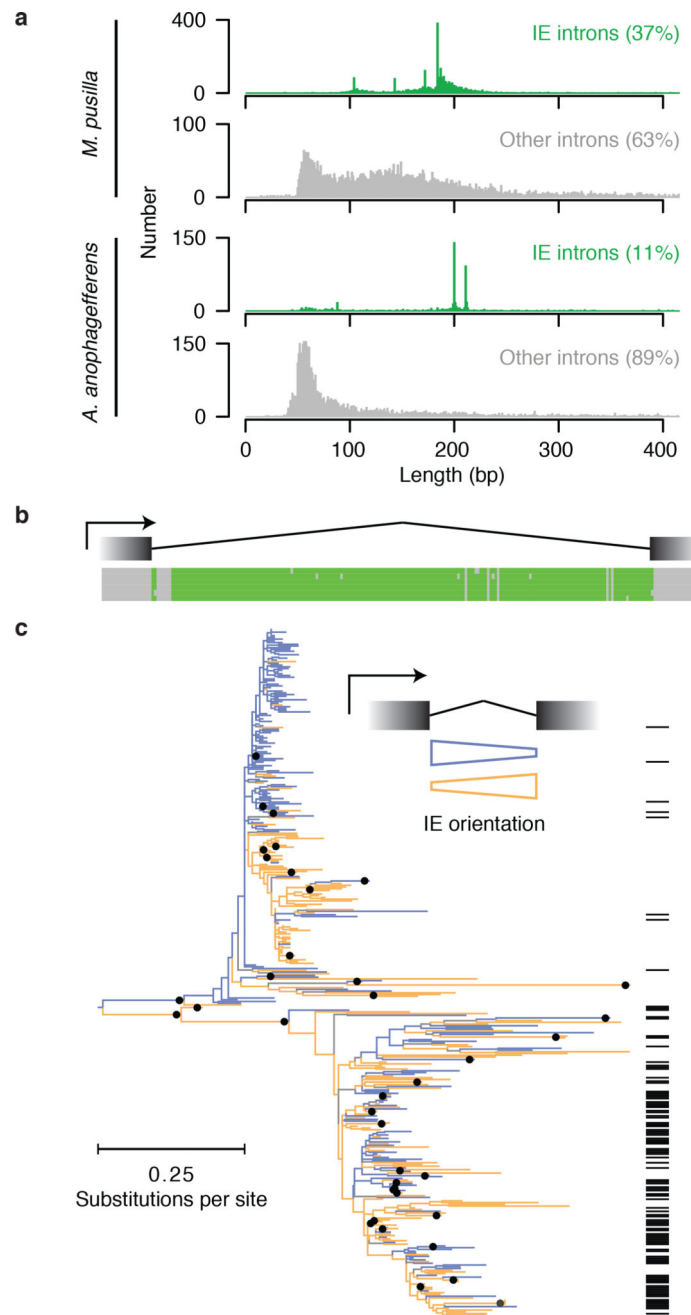 a
M. pusilla
A. anophagefferens
Number
400
0
IE introns (37%)
100
0
Other introns (63%)
150
0
IE introns (11%)
150
0
Other introns (89%)
0 100 200 300 400
Length (bp)
b
c
IE orientation
0.25
Substitutions per site